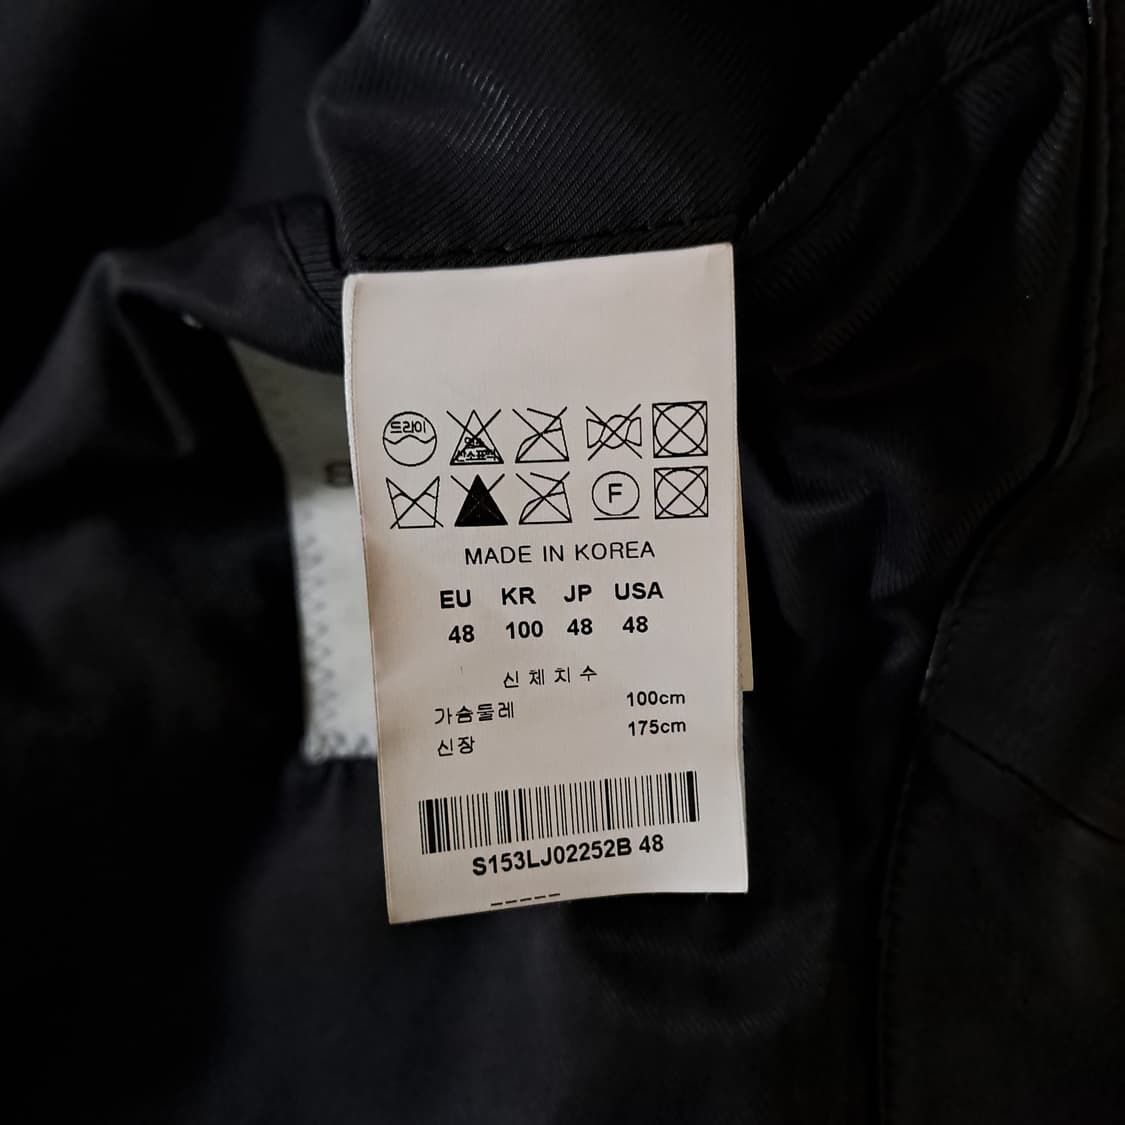 드라이
F
MADE IN KOREA
EU KR JP USA
48 100 48 48
신체치수
가슴둘레 100cm
신장 175cm
S153LJ02252B 48